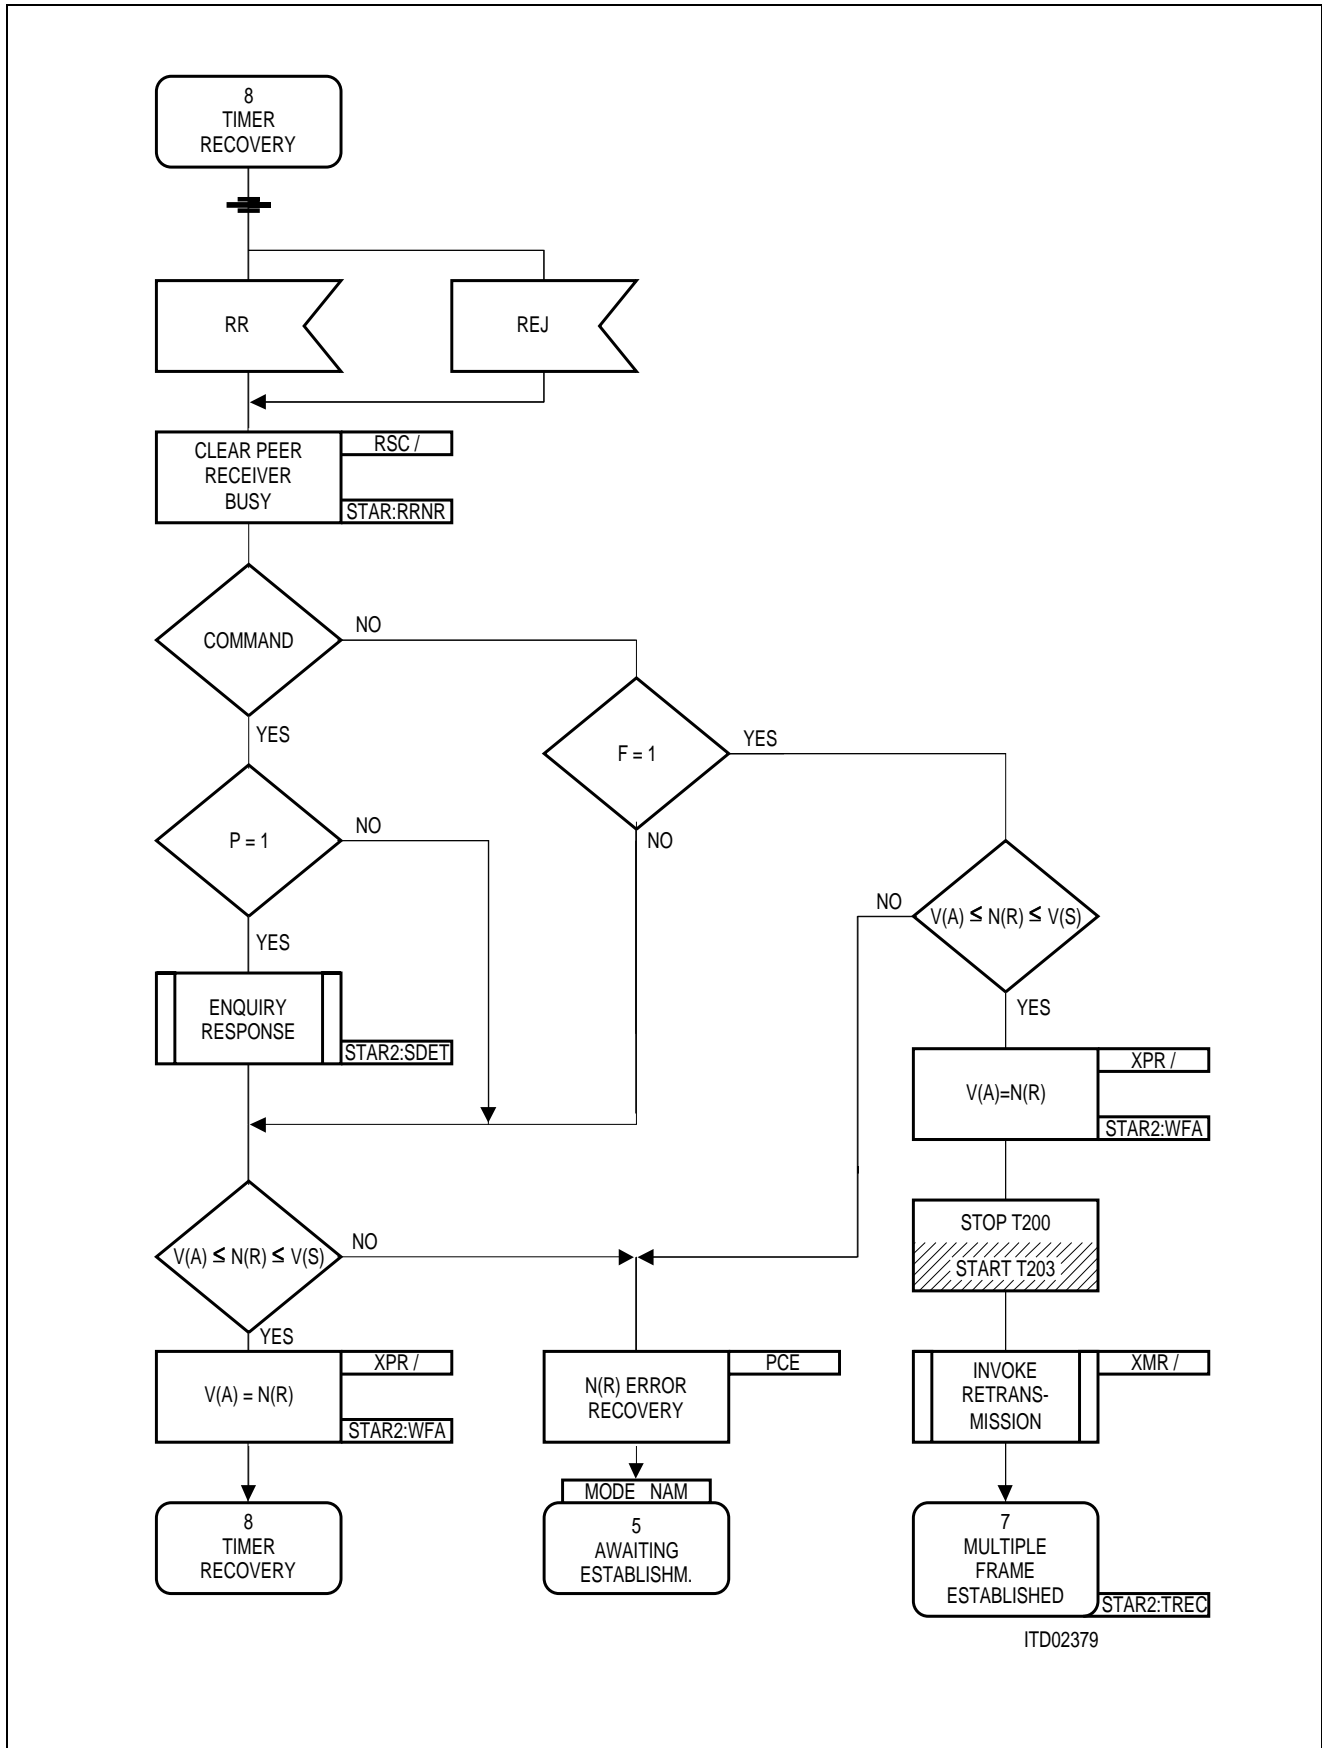 8
TIMER
RECOVERY
RR
REJ
CLEAR PEER
RECEIVER
BUSY
RSC /
STAR:RRNR
COMMAND
NO
YES
F = 1
YES
NO
P = 1
NO
YES
V(A) ≤ N(R) ≤ V(S)
NO
YES
ENQUIRY
RESPONSE
STAR2:SDET
V(A)=N(R)
XPR /
STAR2:WFA
V(A) ≤ N(R) ≤ V(S)
NO
YES
STOP T200
START T203
V(A) = N(R)
XPR /
STAR2:WFA
N(R) ERROR
RECOVERY
PCE
INVOKE
RETRANS-
MISSION
XMR /
8
TIMER
RECOVERY
MODE NAM
5
AWAITING
ESTABLISHM.
7
MULTIPLE
FRAME
ESTABLISHED
STAR2:TREC
ITD02379